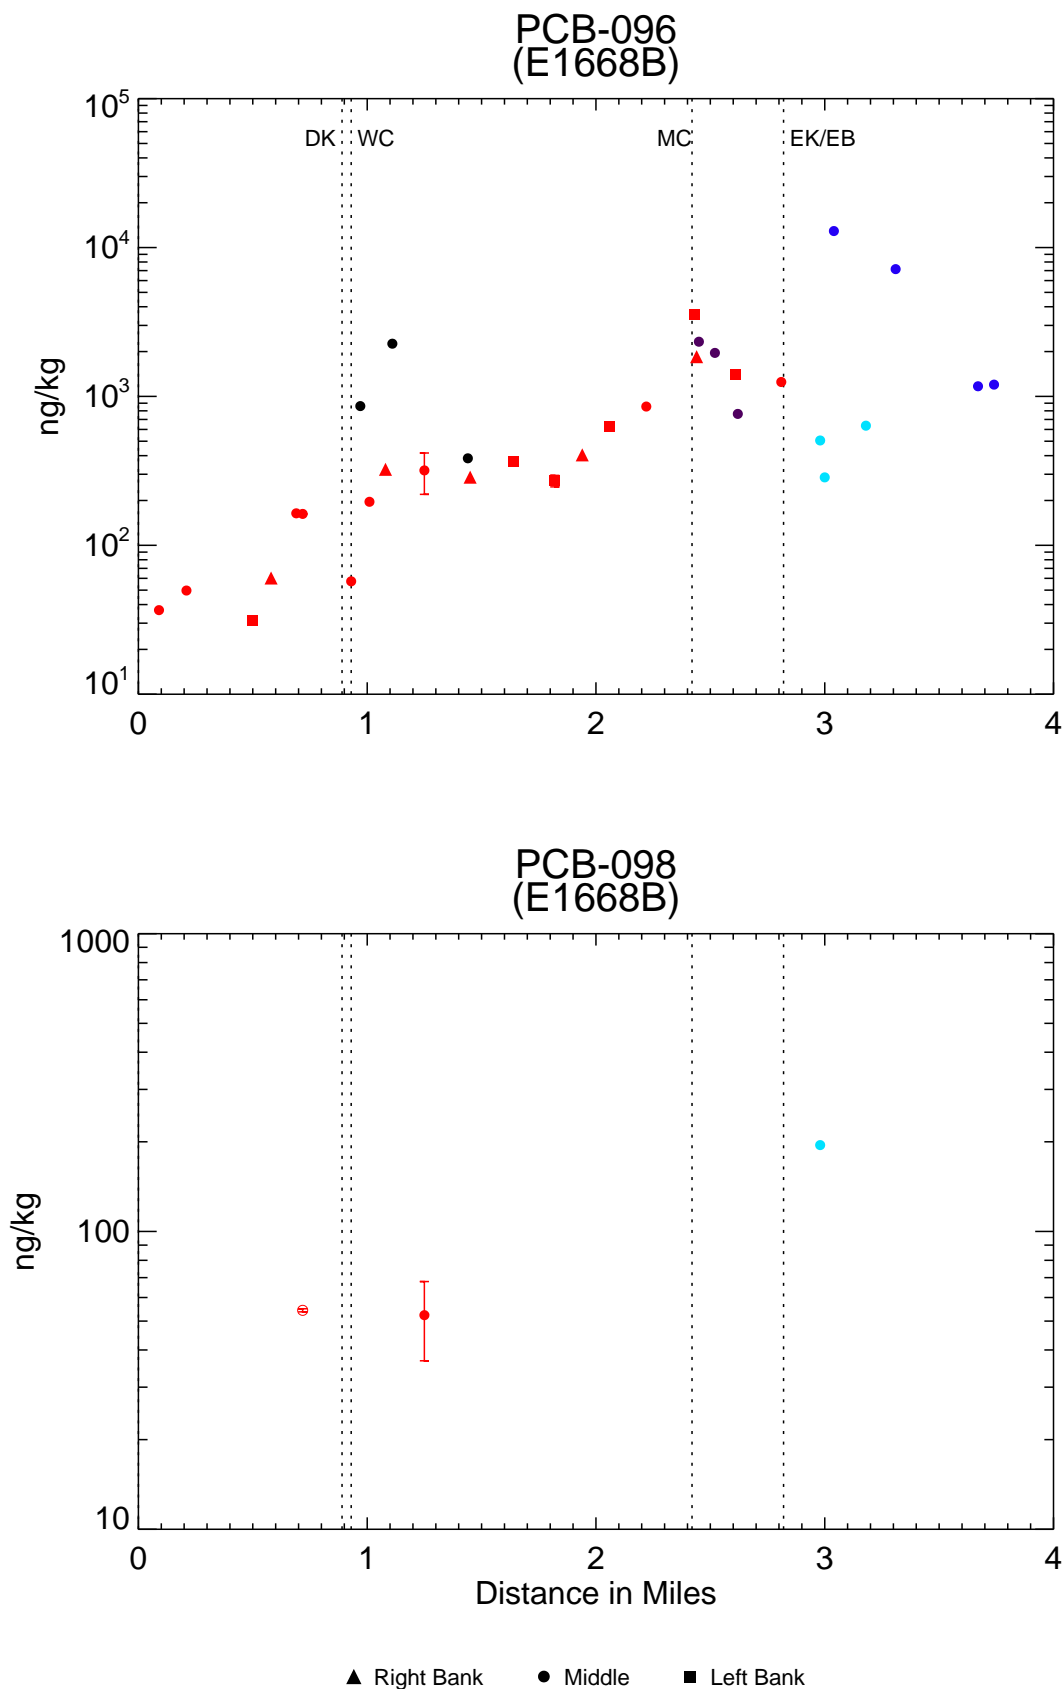 PCB-096
(E1668B)
10^5
DK WC MC EK/EB
10^4
ng/kg
10^3
10^2
10^1
0 1 2 3 4
PCB-098
(E1668B)
1000
ng/kg
100
10
0 1 2 3 4
Distance in Miles
Right Bank Middle Left Bank